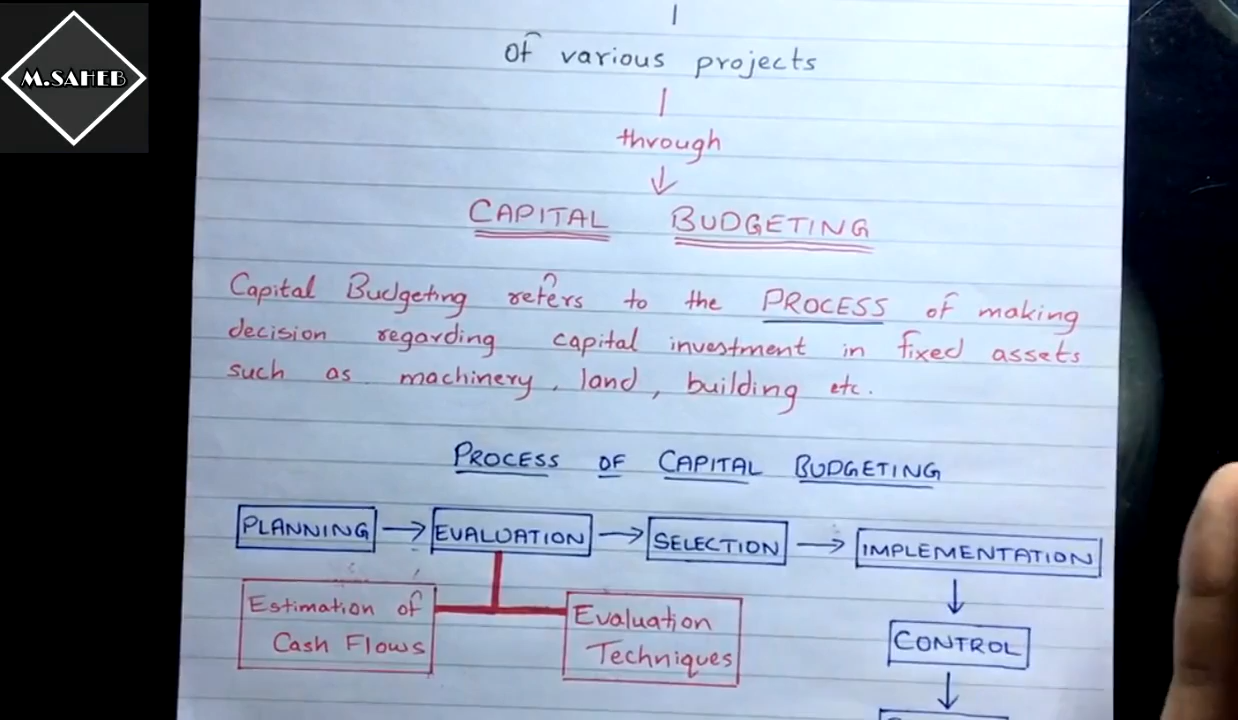 M.SAHEB
of various projects
through
CAPITAL BUDGETING
Capital Budgeting refers to the PROCESS of making
decision regarding capital investment in fixed assets
such as machinery, land, building etc.
PROCESS OF CAPITAL BUDGETING
PLANNING → EVALUATION → SELECTION → IMPLEMENTATION
Estimation of
Cash Flows
Evaluation
Techniques
CONTROL